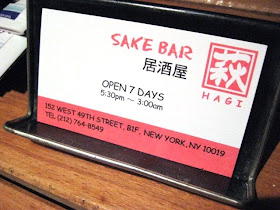 SAKE BAR
居酒屋
萩
HAGI
OPEN 7 DAYS
5:30pm ~ 3:00am
152 WEST 49TH STREET, B1F, NEW YORK, NY 10019
TEL (212) 764-8549